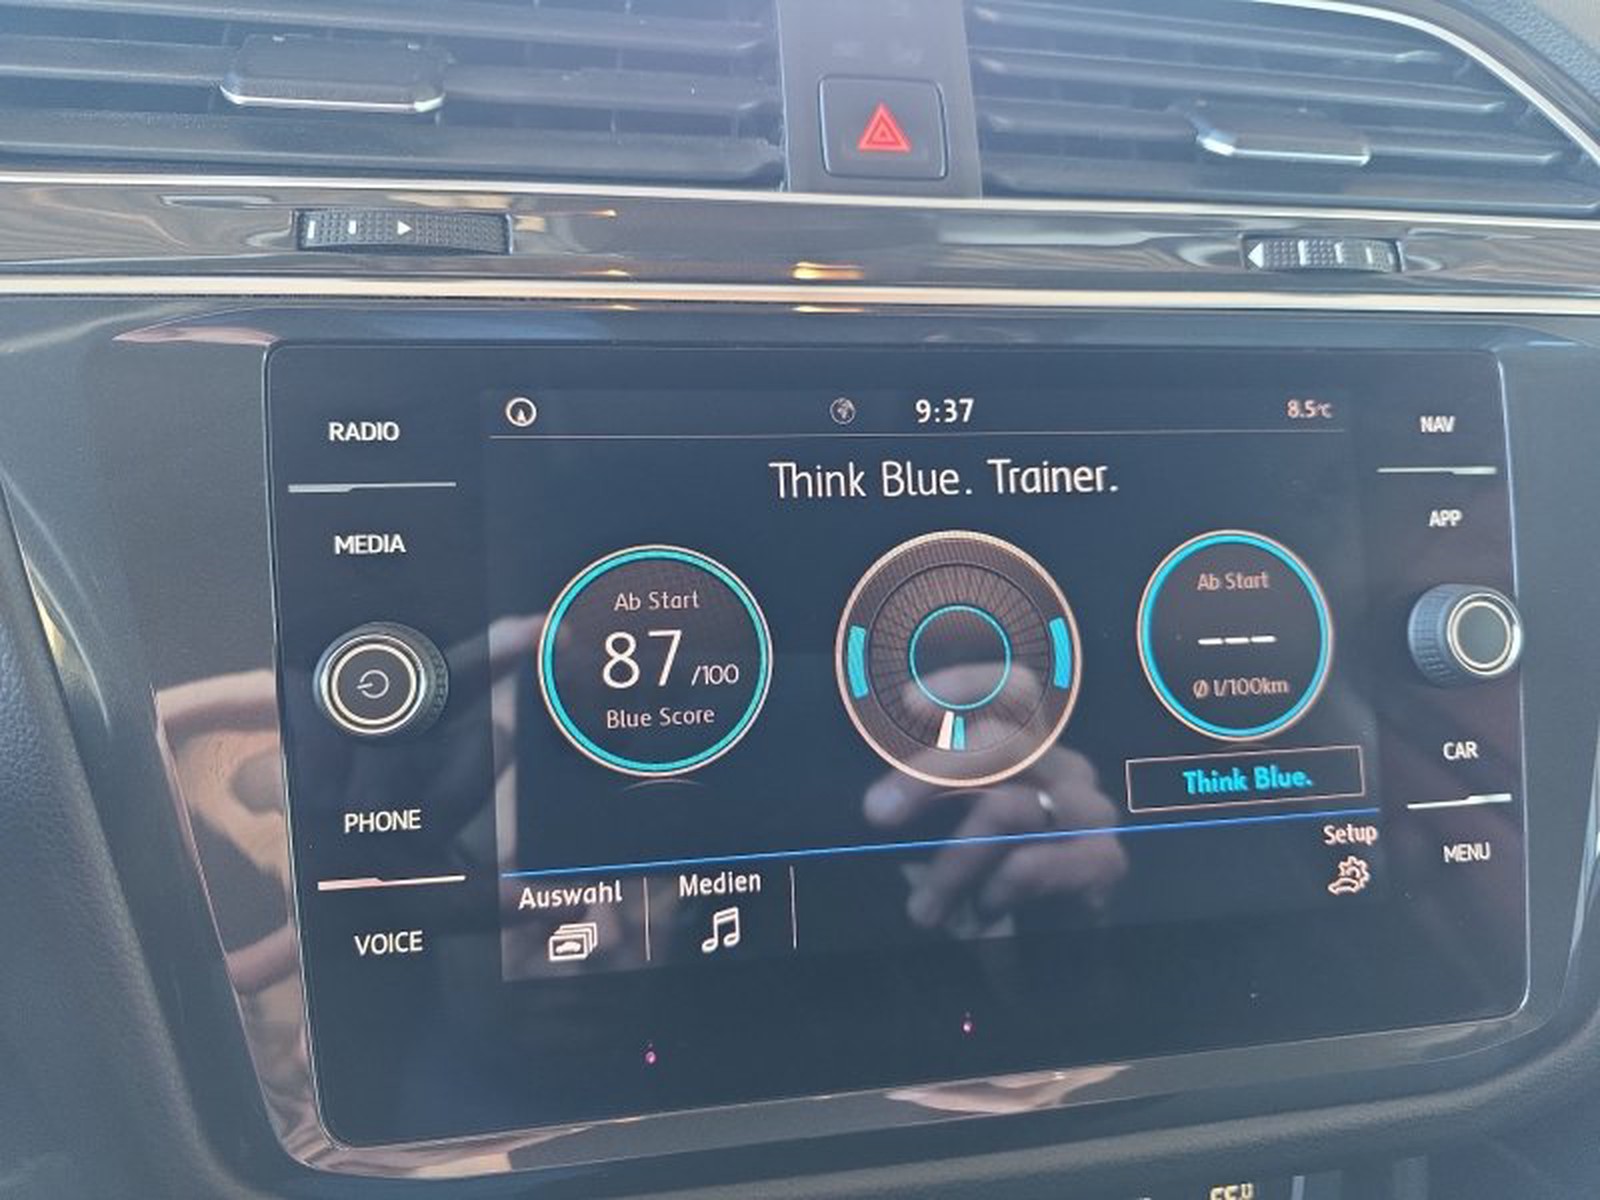 RADIO
MEDIA
PHONE
VOICE
9:37
8.5°C
Think Blue. Trainer.
Ab Start
87 /100
Blue Score
Ab Start
---
Ø l/100km
Think Blue.
Setup
Auswahl
Medien
NAV
APP
CAR
MENU